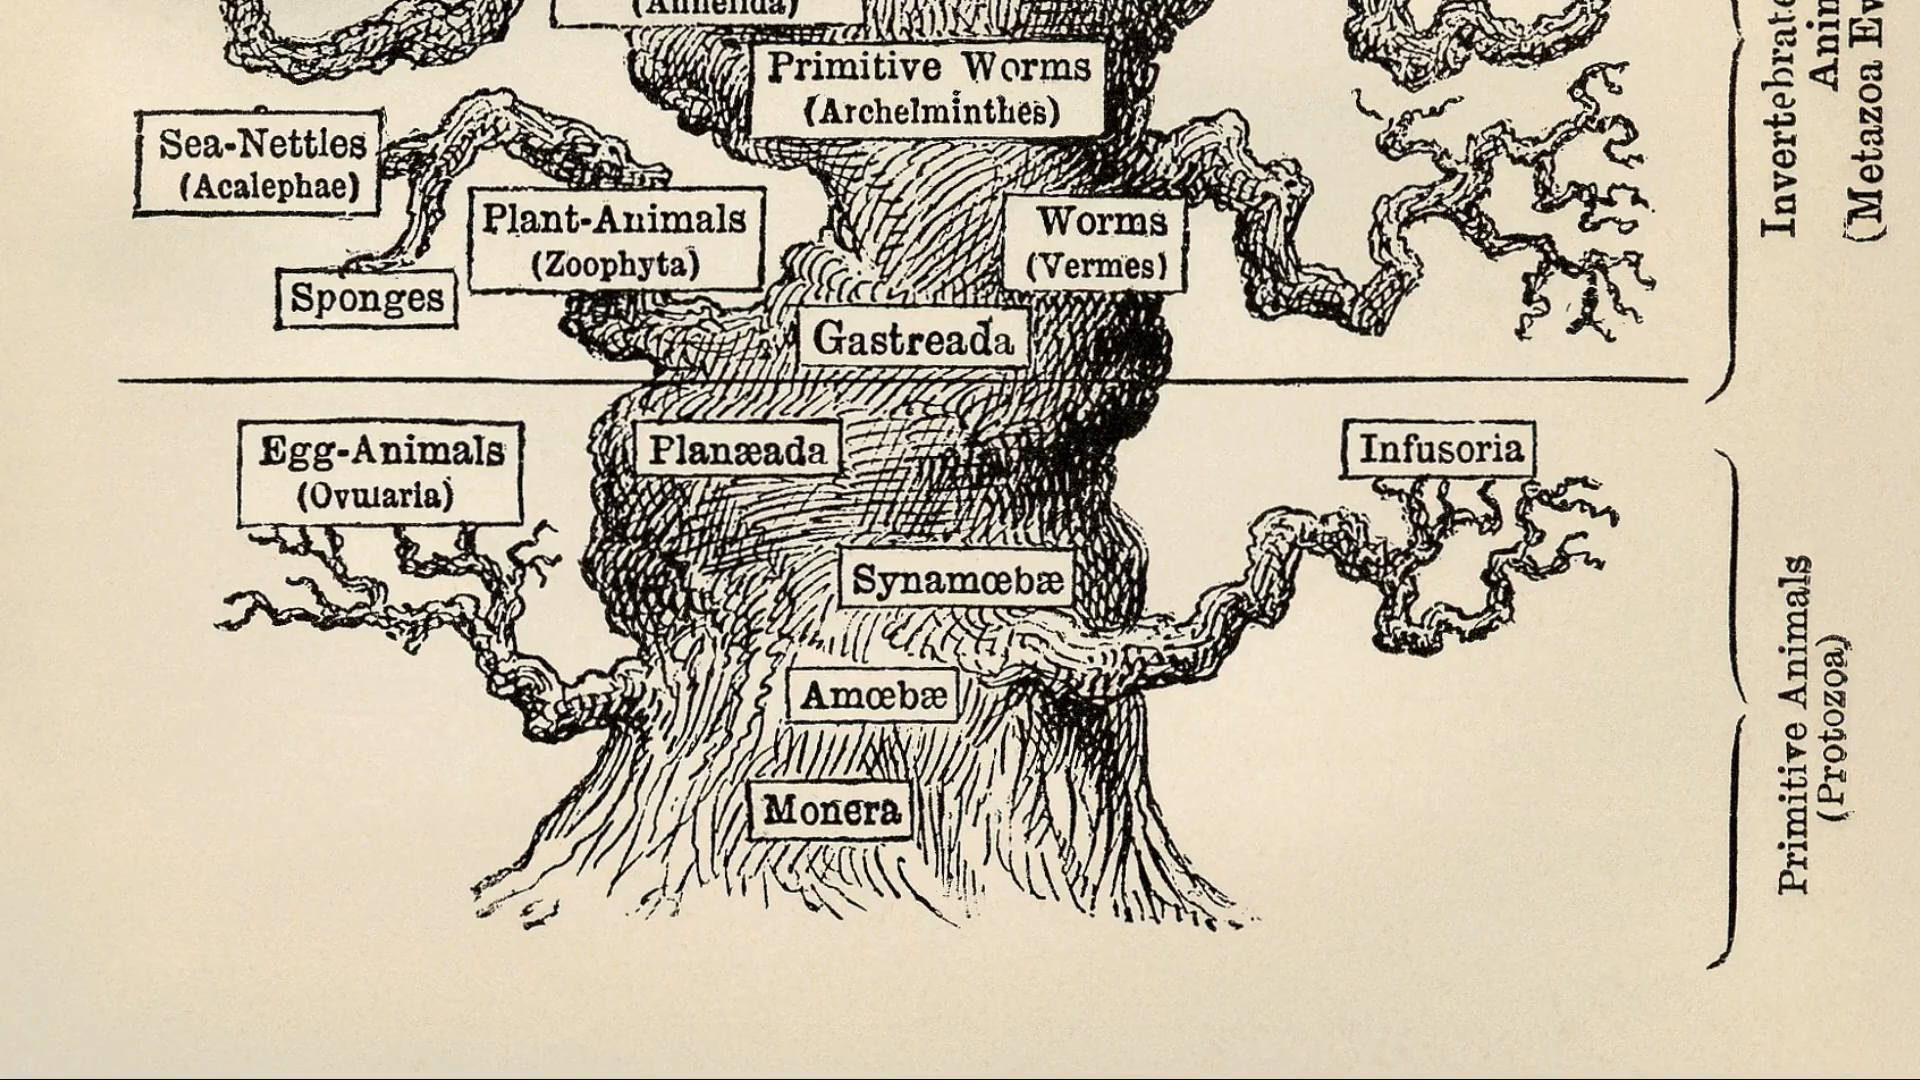 (Annelida)
Primitive Worms
(Archelminthes)
Sea-Nettles
(Acalephae)
Plant-Animals
(Zoophyta)
Worms
(Vermes)
Sponges
Gastreada
Invertebrate
Anim
(Metazoa Ev
Egg-Animals
(Ovularia)
Planæada
Infusoria
Synamœbæ
Amœbæ
Monera
Primitive Animals
(Protozoa)